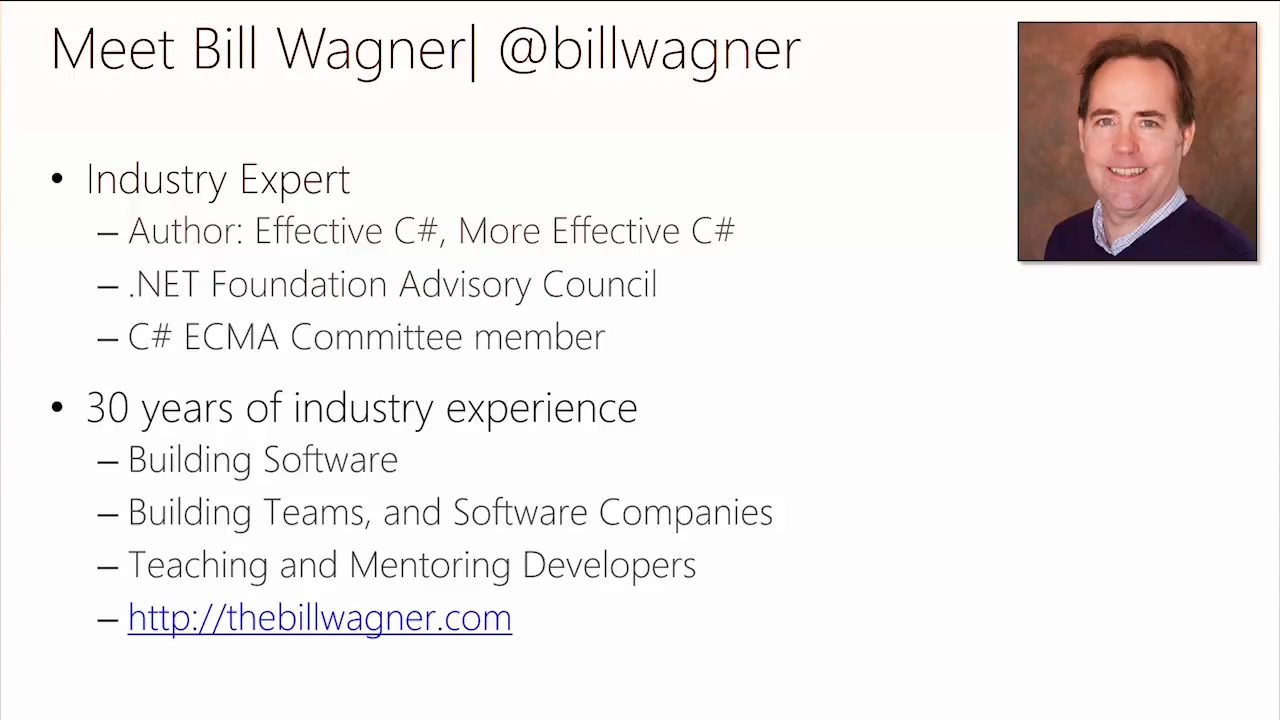 Meet Bill Wagner| @billwagner
• Industry Expert
– Author: Effective C#, More Effective C#
– .NET Foundation Advisory Council
– C# ECMA Committee member
• 30 years of industry experience
– Building Software
– Building Teams, and Software Companies
– Teaching and Mentoring Developers
– http://thebillwagner.com